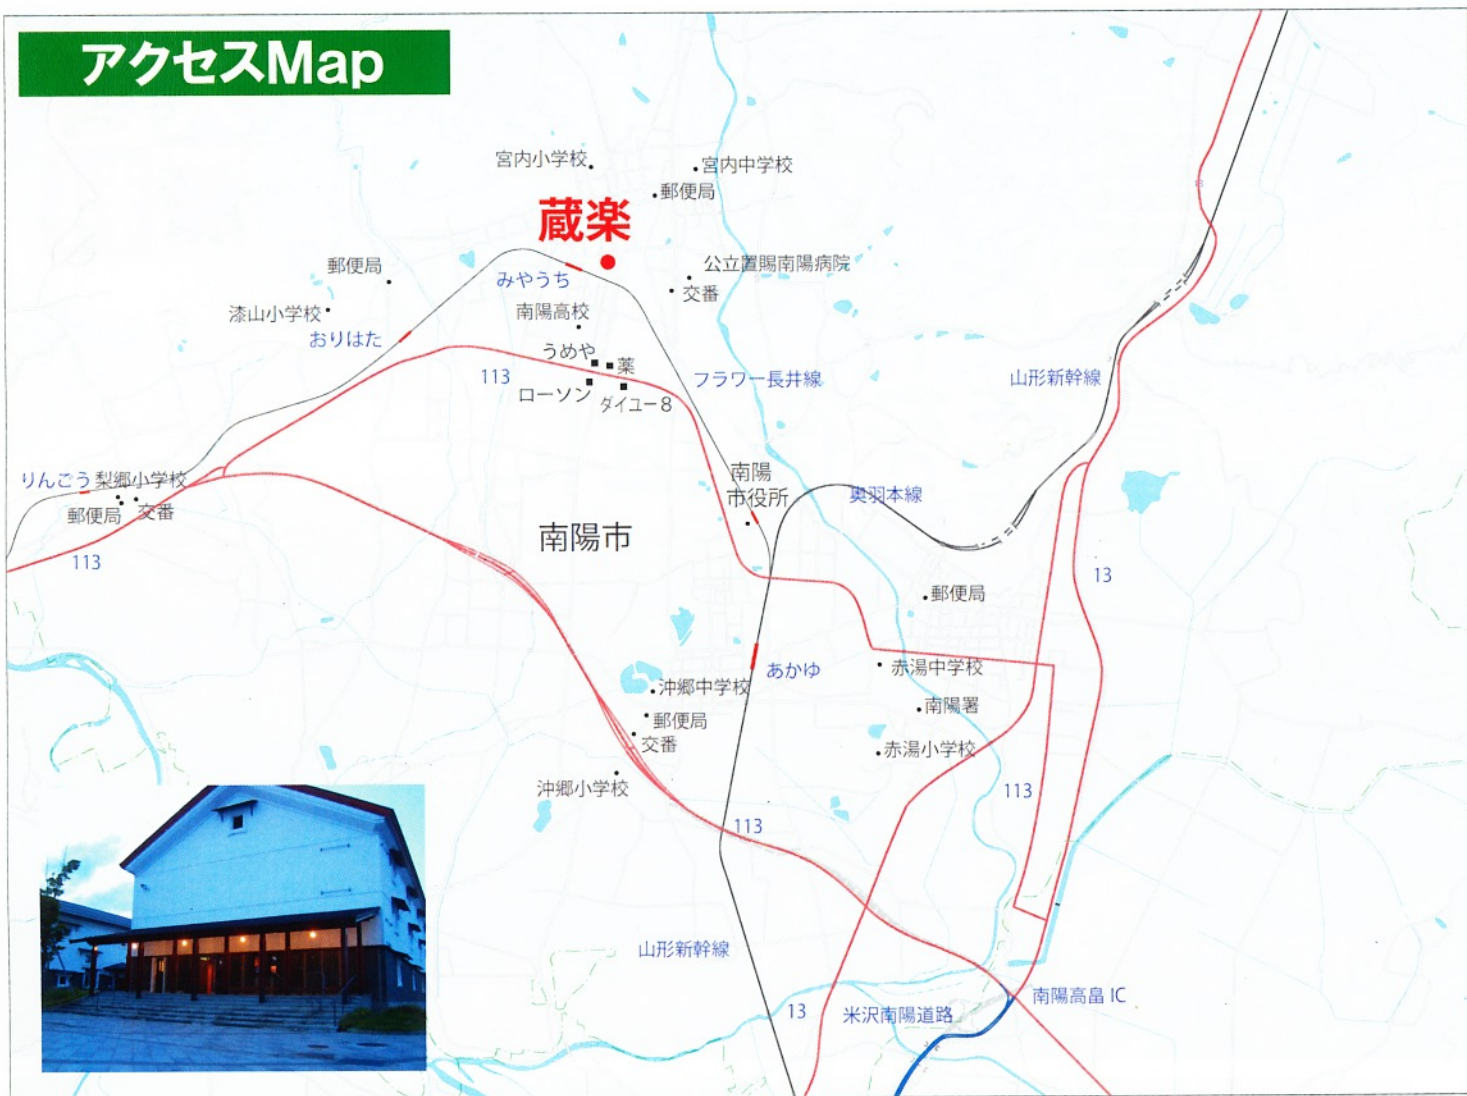 アクセスMap
宮内小学校
宮内中学校
郵便局
蔵楽
公立置賜南陽病院
交番
郵便局
みやうち
漆山小学校
南陽高校
おりはた
うめや
薬
113
ローソン
ダイユー8
フラワー長井線
山形新幹線
りんごう
梨郷小学校
郵便局
交番
南陽
市役所
奥羽本線
南陽市
113
13
郵便局
あかゆ
赤湯中学校
沖郷中学校
南陽署
郵便局
交番
赤湯小学校
沖郷小学校
113
113
山形新幹線
南陽高畠 IC
13
米沢南陽道路